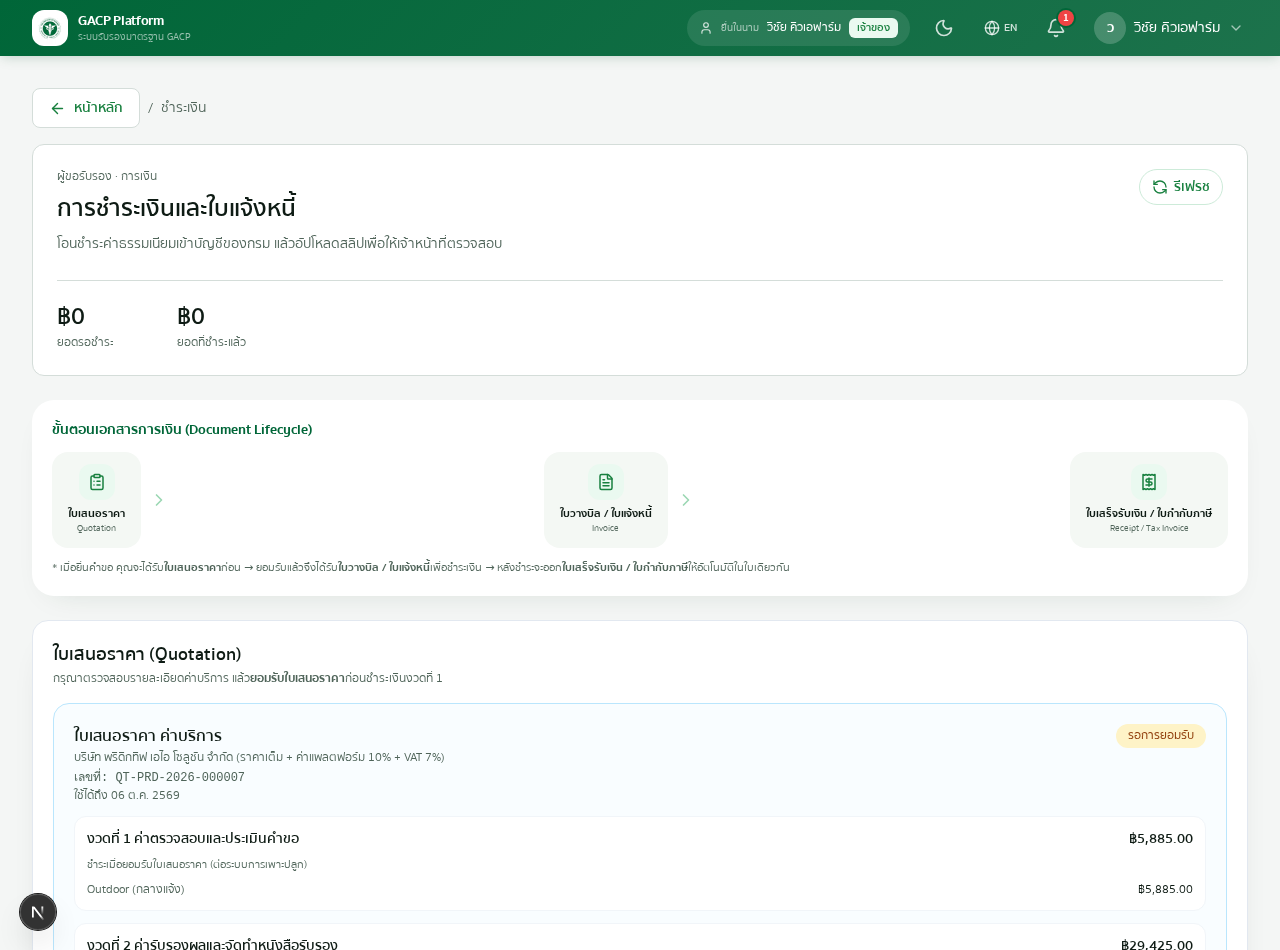 GACP Platform
ระบบรับรองมาตรฐาน GACP
ยื่นในนาม วิชัย คิวเอฟาร์ม เจ้าของ
EN
1
ว วิชัย คิวเอฟาร์ม
หน้าหลัก / ชำระเงิน
ผู้ขอรับรอง · การเงิน
การชำระเงินและใบแจ้งหนี้
โอนชำระค่าธรรมเนียมเข้าบัญชีของกรม แล้วอัปโหลดสลิปเพื่อให้เจ้าหน้าที่ตรวจสอบ
รีเฟรช
฿0 ฿0
ยอดรอชำระ ยอดที่ชำระแล้ว
ขั้นตอนเอกสารการเงิน (Document Lifecycle)
ใบเสนอราคา
Quotation
ใบวางบิล / ใบแจ้งหนี้
Invoice
ใบเสร็จรับเงิน / ใบกำกับภาษี
Receipt / Tax Invoice
* เมื่อยื่นคำขอ คุณจะได้รับใบเสนอราคาก่อน → ยอมรับแล้วจึงได้รับใบวางบิล / ใบแจ้งหนี้เพื่อชำระเงิน → หลังชำระจะออกใบเสร็จรับเงิน / ใบกำกับภาษีให้อัตโนมัติในใบเดียวกัน
ใบเสนอราคา (Quotation)
กรุณาตรวจสอบรายละเอียดค่าบริการ แล้วยอมรับใบเสนอราคาก่อนชำระเงินงวดที่ 1
ใบเสนอราคา ค่าบริการ
รอการยอมรับ
บริษัท พรีดิกทิฟ เอไอ โซลูชัน จำกัด (ราคาเต็ม + ค่าแพลตฟอร์ม 10% + VAT 7%)
เลขที่: QT-PRD-2026-000007
ใช้ได้ถึง 06 ต.ค. 2569
งวดที่ 1 ค่าตรวจสอบและประเมินคำขอ ฿5,885.00
ชำระเมื่อยอมรับใบเสนอราคา (ต่อระบบการเพาะปลูก)
Outdoor (กลางแจ้ง) ฿5,885.00
งวดที่ 2 ค่ารับรองผลและจัดทำหนังสือรับรอง ฿29,425.00
N